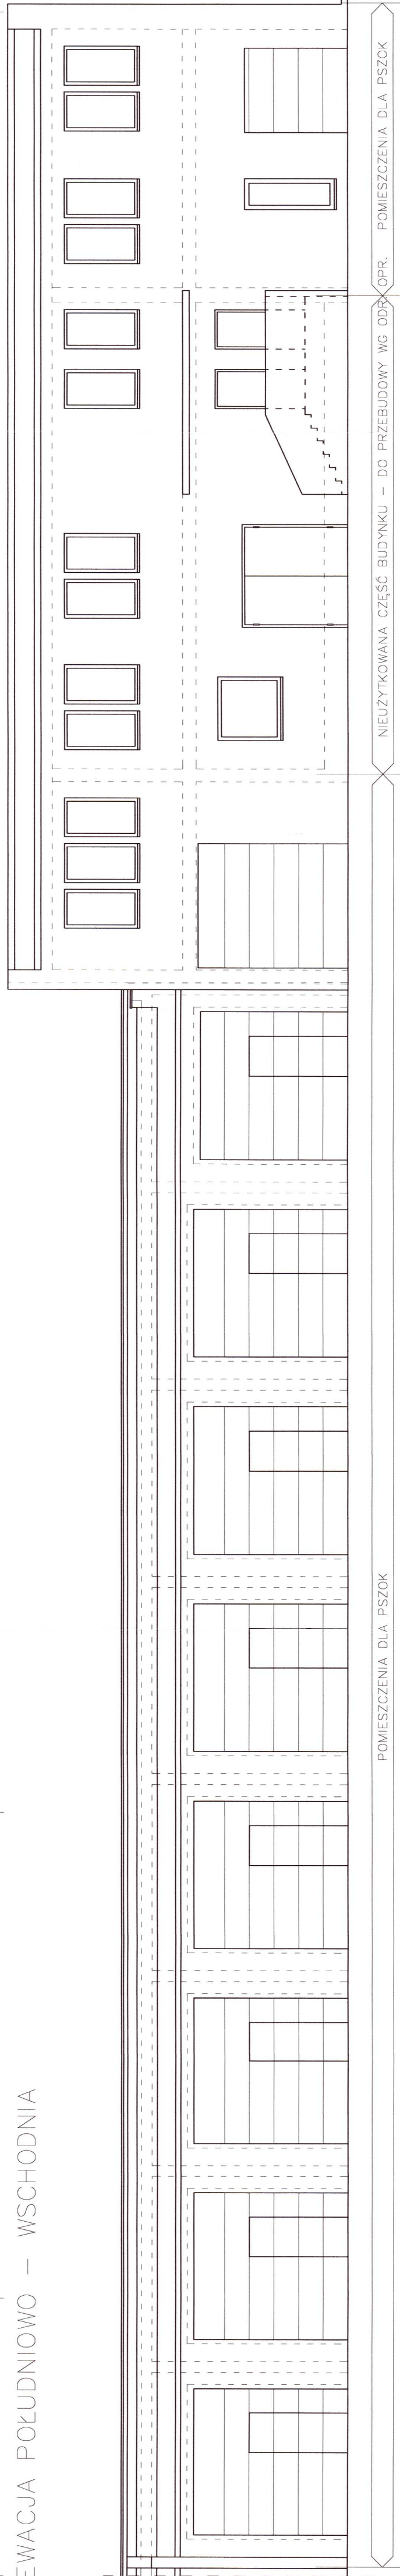 EWACJA POŁUDNIOWO – WSCHODNIA
POMIESZCZENIA DLA PSZOK
NIEUŻYTKOWANA CZĘŚĆ BUDYNKU – DO PRZEBUDOWY WG ODR. OPR.
POMIESZCZENIA DLA PSZOK